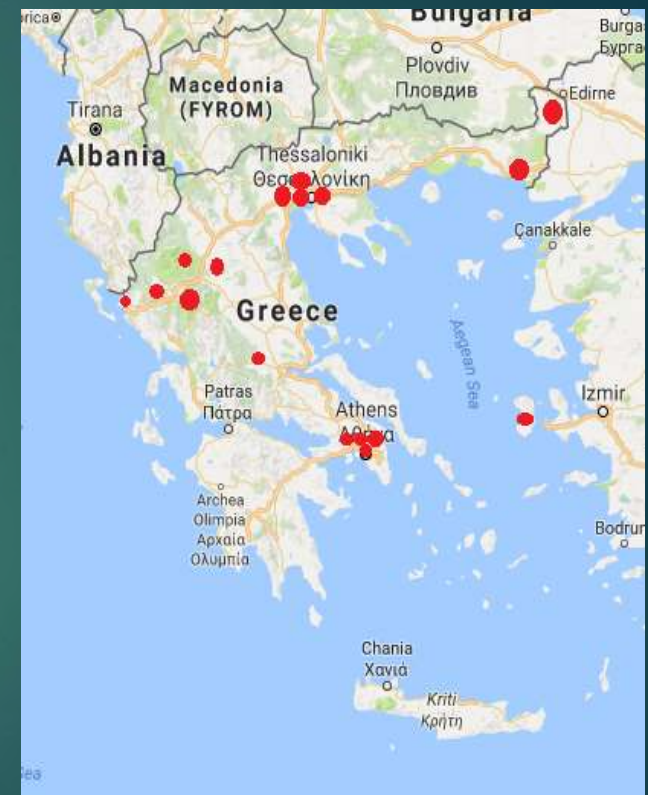 Bulgaria
Plovdiv
Пловдив
Burgas
Бургас
Macedonia
(FYROM)
Edirne
Tirana
Albania
Thessaloniki
Çanakkale
Greece
Aegean Sea
Izmir
Patras
Πάτρα
Athens
Archea
Olimpia
Αρχαία
Ολυμπία
Bodrum
Chania
Χανιά
Kriti
Κρήτη